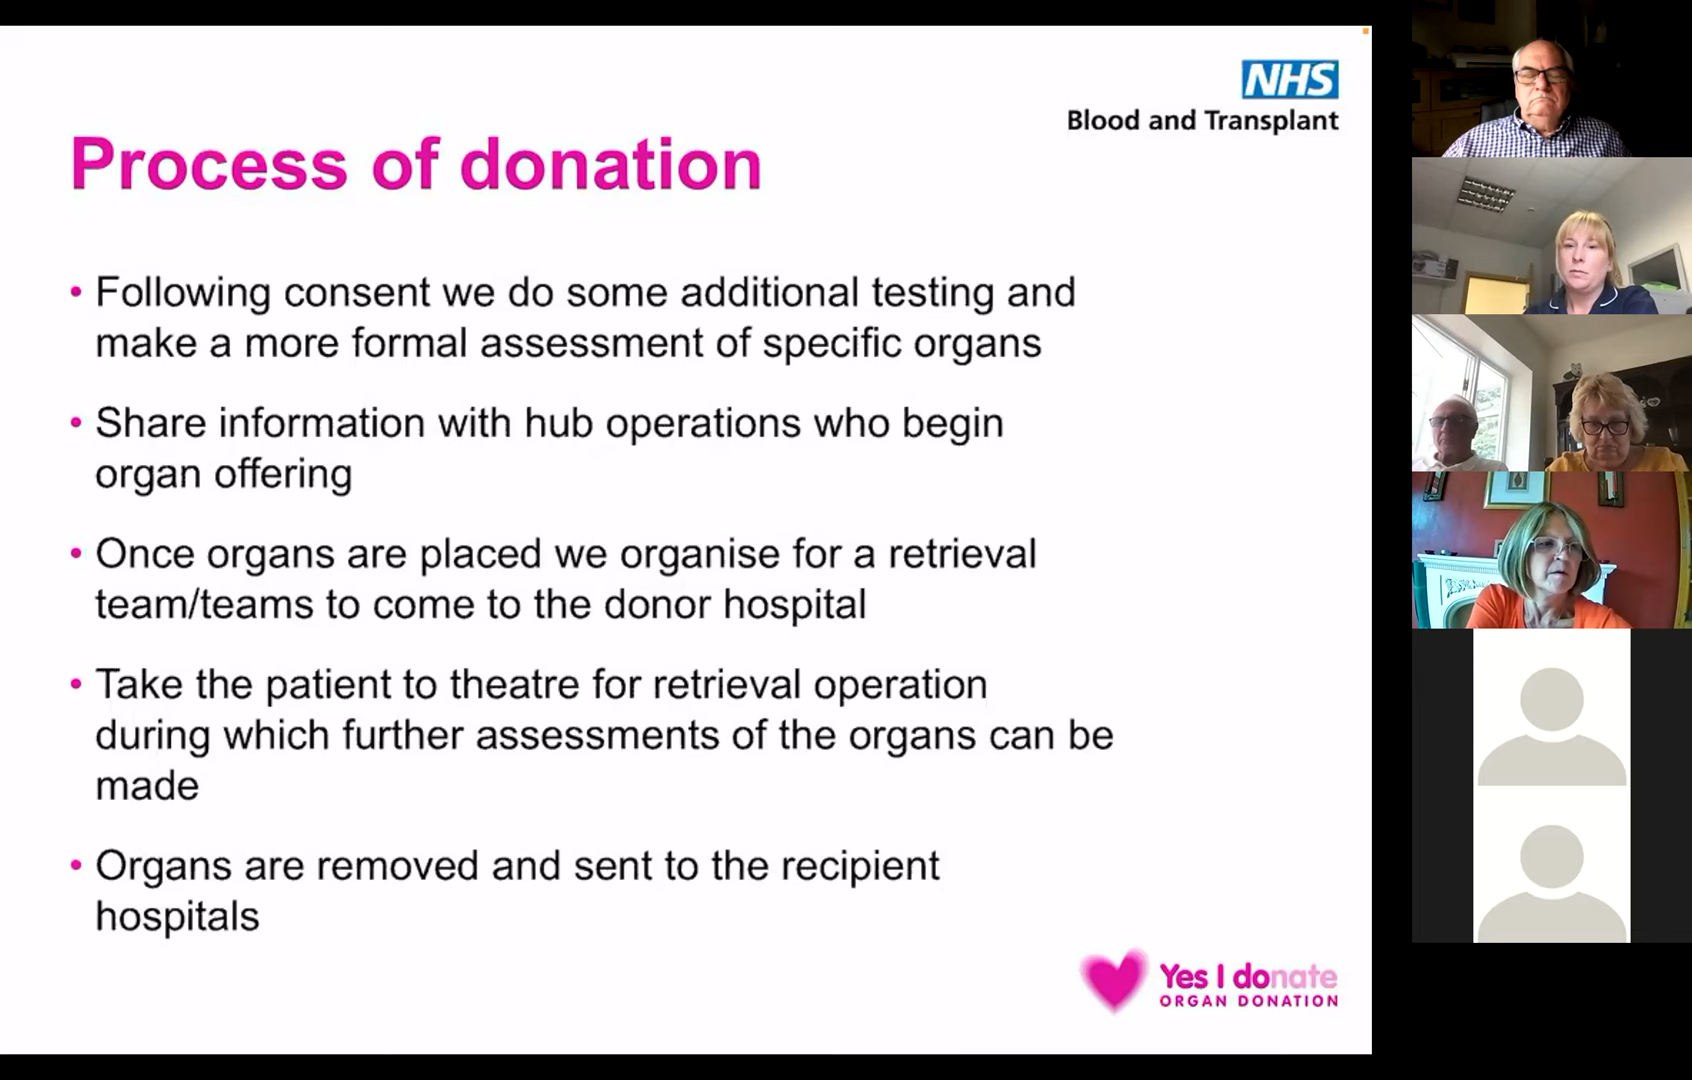 NHS
Blood and Transplant
Process of donation
• Following consent we do some additional testing and
make a more formal assessment of specific organs
• Share information with hub operations who begin
organ offering
• Once organs are placed we organise for a retrieval
team/teams to come to the donor hospital
• Take the patient to theatre for retrieval operation
during which further assessments of the organs can be
made
• Organs are removed and sent to the recipient
hospitals
Yes I donate
ORGAN DONATION